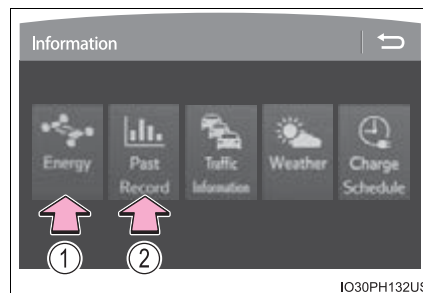 Information
Energy
Past
Record
Traffic
Information
Weather
Charge
Schedule
1
2
IO30PH132US